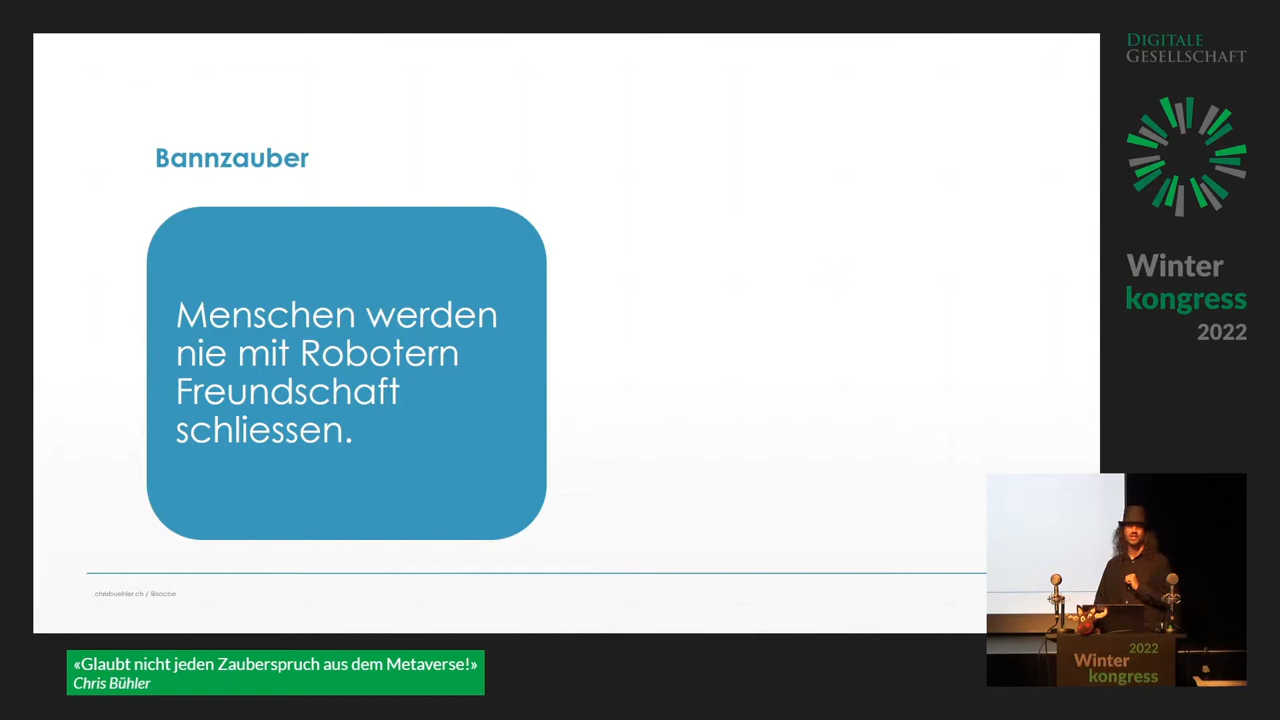 DIGITALE
GESELLSCHAFT
Bannzauber
Menschen werden
nie mit Robotern
Freundschaft
schliessen.
Winter
kongress
2022
chrisbuehler.ch / @socbe
2022
Winter
kongress
«Glaubt nicht jeden Zauberspruch aus dem Metaverse!»
Chris Bühler